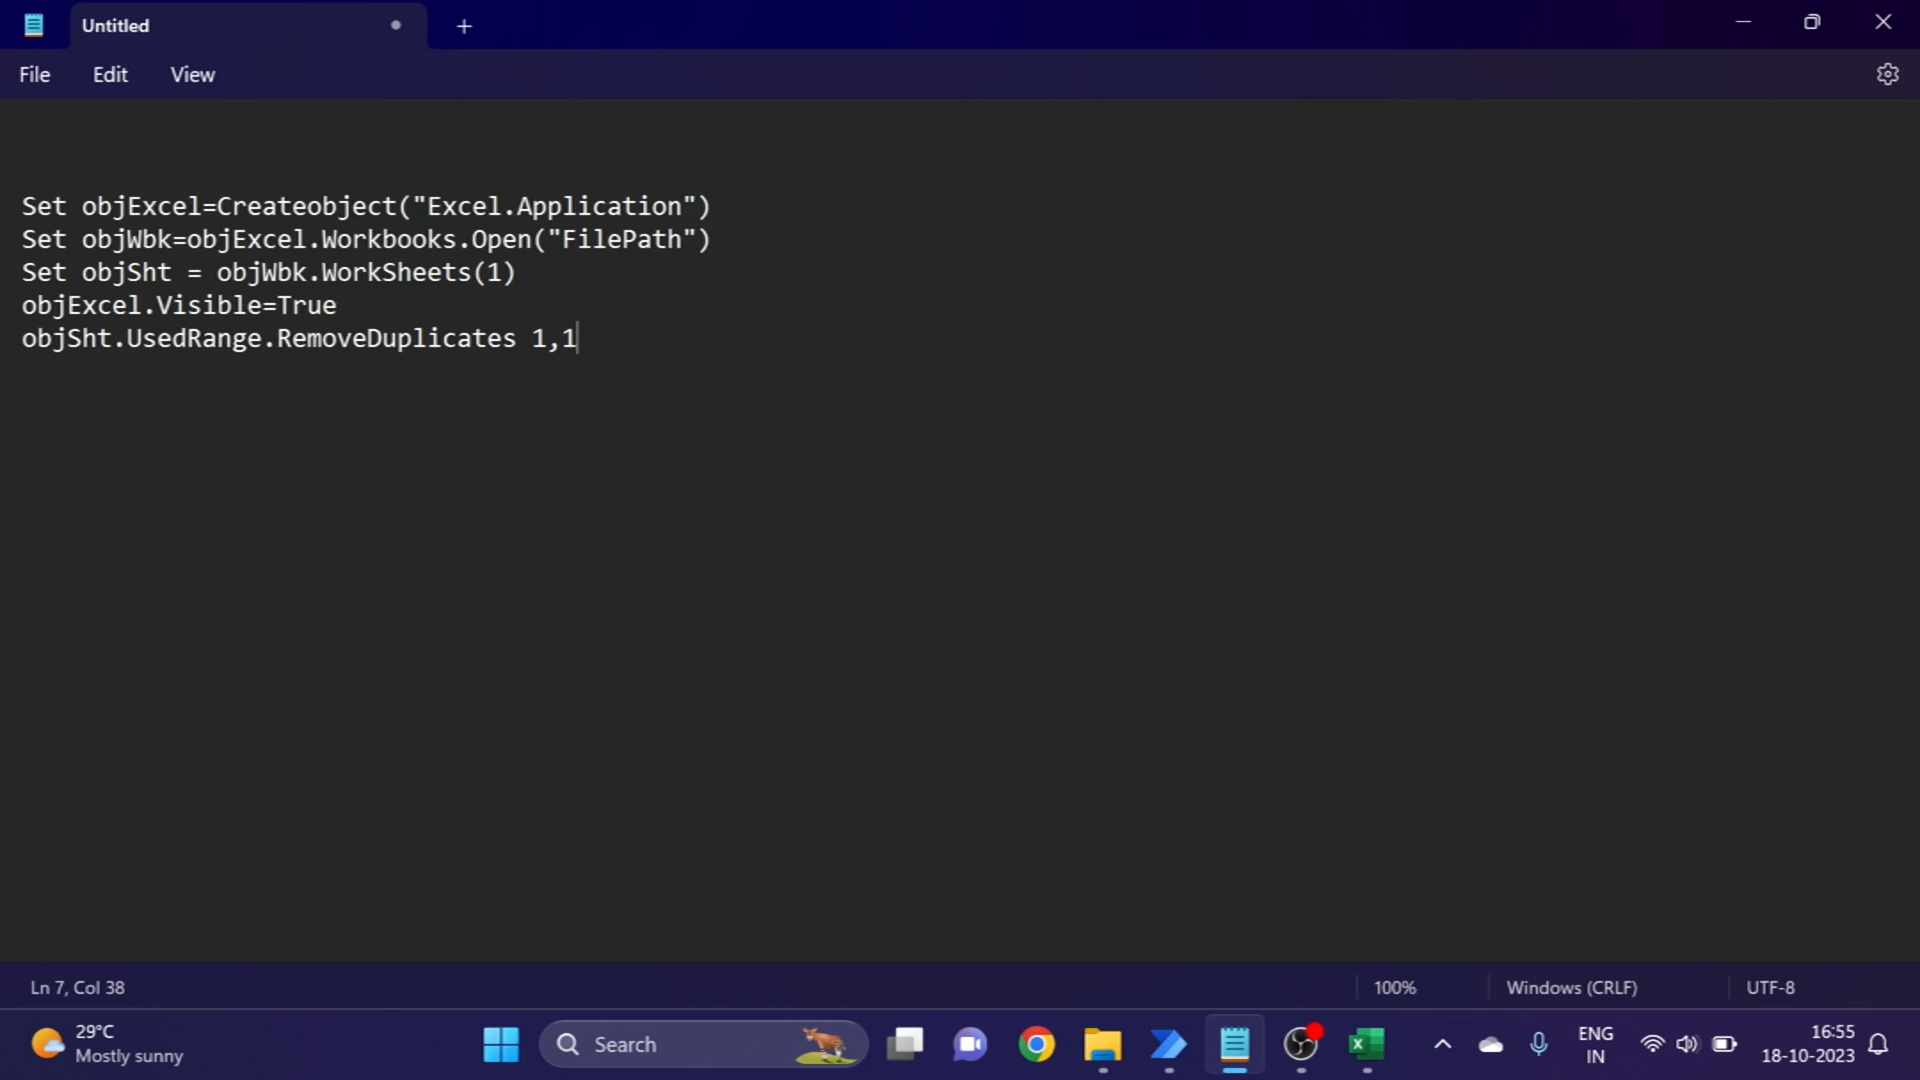 Untitled
File Edit View
Set objExcel=Createobject("Excel.Application")
Set objWbk=objExcel.Workbooks.Open("FilePath")
Set objSht = objWbk.WorkSheets(1)
objExcel.Visible=True
objSht.UsedRange.RemoveDuplicates 1,1
Ln 7, Col 38 100% Windows (CRLF) UTF-8
29°C
Mostly sunny
Search
ENG
IN
16:55
18-10-2023